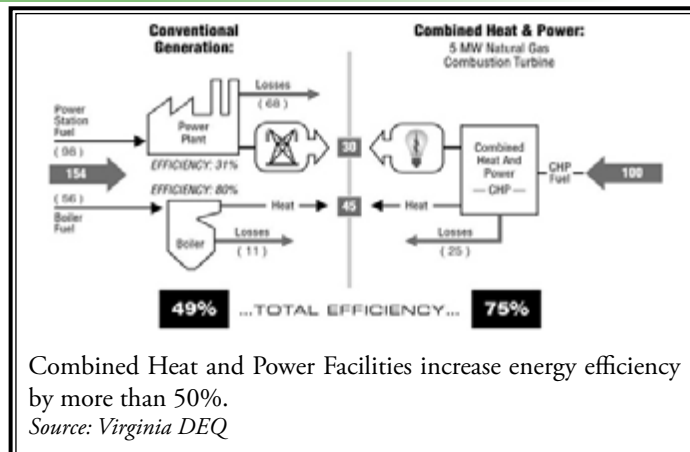 Conventional
Generation:
Combined Heat & Power:
5 MW Natural Gas
Combustion Turbine
Losses
( 68 )
Power
Station
Fuel
( 98 )
Power
Plant
EFFICIENCY: 31%
30
154
EFFICIENCY: 80%
( 56 )
Boiler
Fuel
Heat
45
Boiler
Losses
( 11 )
Combined
Heat And
Power
— CHP —
CHP
Fuel
100
Heat
Losses
( 25 )
49% ...TOTAL EFFICIENCY... 75%
Combined Heat and Power Facilities increase energy efficiency
by more than 50%.
Source: Virginia DEQ